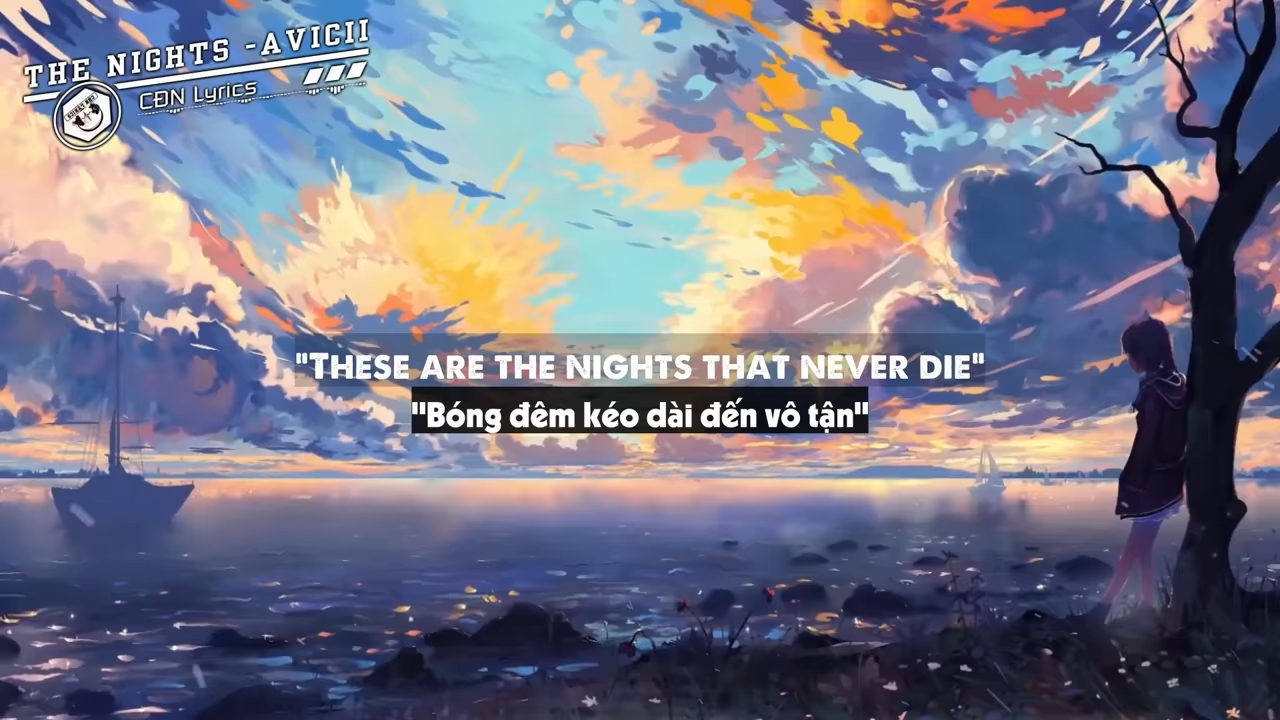 THE NIGHTS -AVICII
CĐN Lyrics
"THESE ARE THE NIGHTS THAT NEVER DIE"
"Bóng đêm kéo dài đến vô tận"